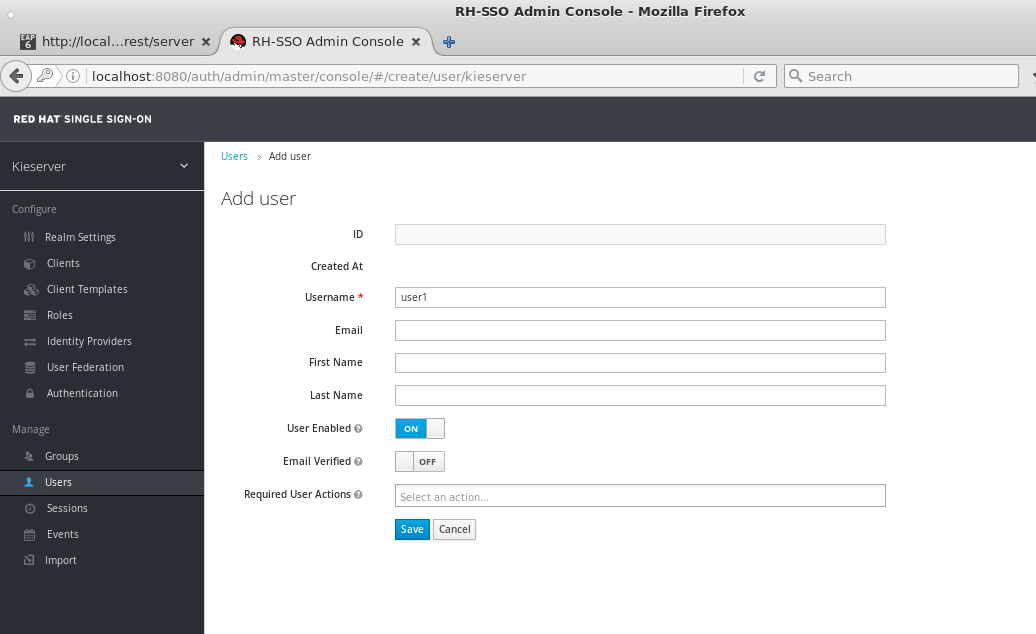 RH-SSO Admin Console - Mozilla Firefox
EAP 6 http://local...rest/server × RH-SSO Admin Console ×
localhost:8080/auth/admin/master/console/#/create/user/kieserver Search
RED HAT SINGLE SIGN-ON
Kieserver
Configure
Realm Settings
Clients
Client Templates
Roles
Identity Providers
User Federation
Authentication
Manage
Groups
Users
Sessions
Events
Import
Users » Add user
Add user
ID
Created At
Username * user1
Email
First Name
Last Name
User Enabled ON
Email Verified OFF
Required User Actions Select an action...
Save Cancel